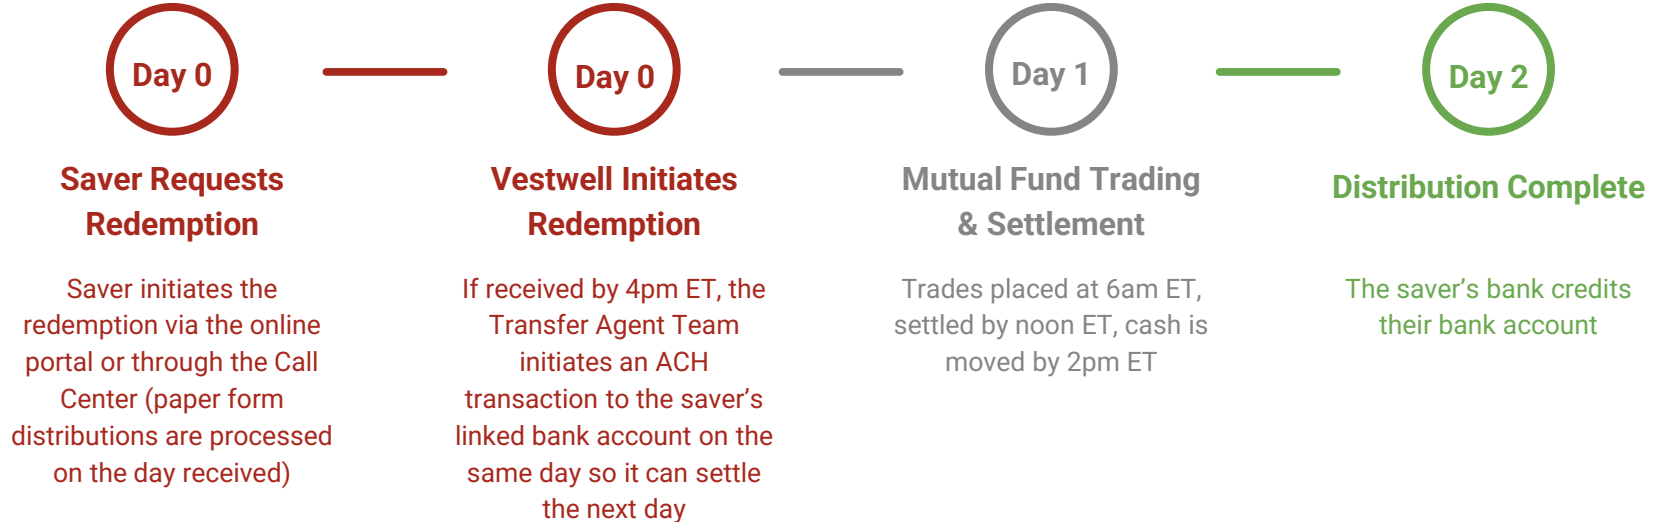 Day 0
Saver Requests
Redemption
Saver initiates the
redemption via the online
portal or through the Call
Center (paper form
distributions are processed
on the day received)
Day 0
Vestwell Initiates
Redemption
If received by 4pm ET, the
Transfer Agent Team
initiates an ACH
transaction to the saver’s
linked bank account on the
same day so it can settle
the next day
Day 1
Mutual Fund Trading
& Settlement
Trades placed at 6am ET,
settled by noon ET, cash is
moved by 2pm ET
Day 2
Distribution Complete
The saver’s bank credits
their bank account